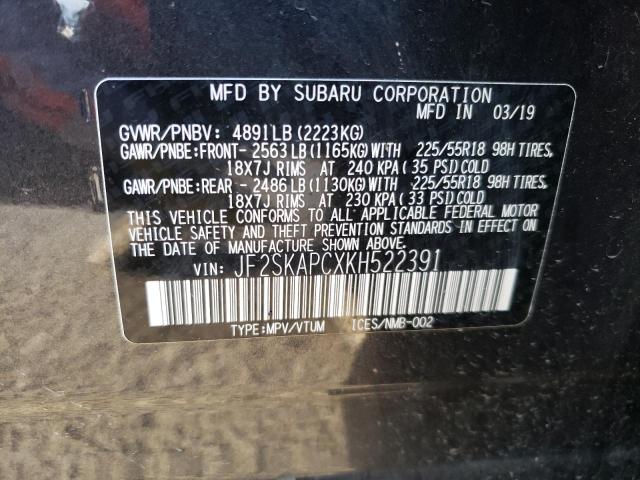 MFD BY SUBARU CORPORATION
MFD IN 03/19
GVWR/PNBV: 4891LB(2223KG)
GAWR/PNBE:FRONT- 2563LB(1165KG)WITH 225/55R18 98H TIRES,
18X7J RIMS AT 240 KPA(35 PSI)COLD
GAWR/PNBE:REAR - 2486LB(1130KG)WITH 225/55R18 98H TIRES,
18X7J RIMS AT 230 KPA(33 PSI)COLD
THIS VEHICLE CONFORMS TO ALL APPLICABLE FEDERAL MOTOR
VEHICLE SAFETY AND THEFT PREVENTION STANDARDS IN EFFECT
ON THE DATE OF MANUFACTURE SHOWN ABOVE.
VIN: JF2SKAPCXKH522391
TYPE:MPV/VTUM ICES/NMB-002